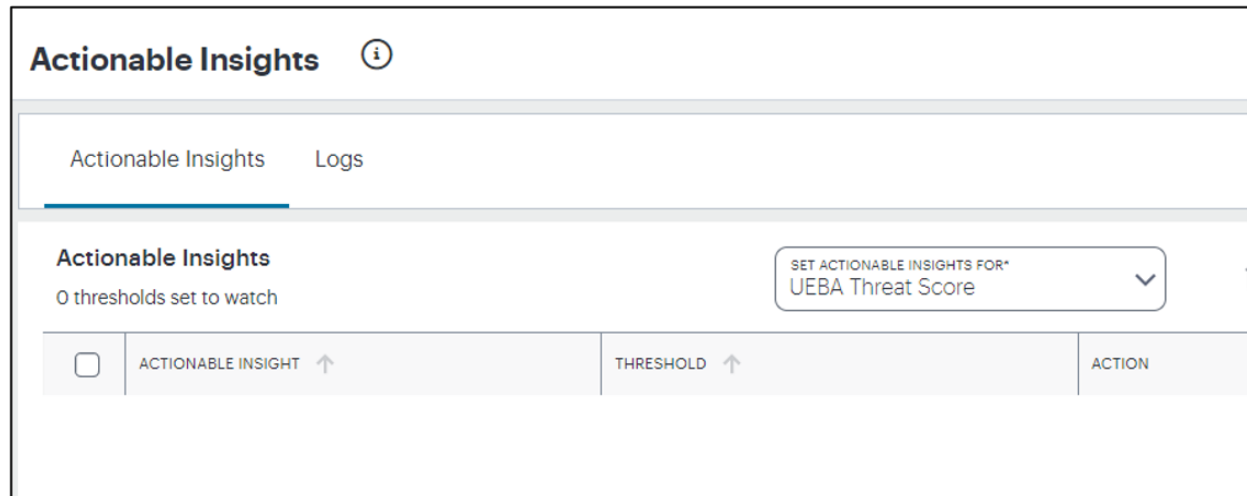 Actionable Insights
Actionable Insights Logs
Actionable Insights
0 thresholds set to watch
SET ACTIONABLE INSIGHTS FOR*
UEBA Threat Score
ACTIONABLE INSIGHT THRESHOLD ACTION